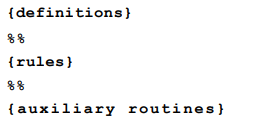 {definitions}
%%
{rules}
%%
{auxiliary routines}